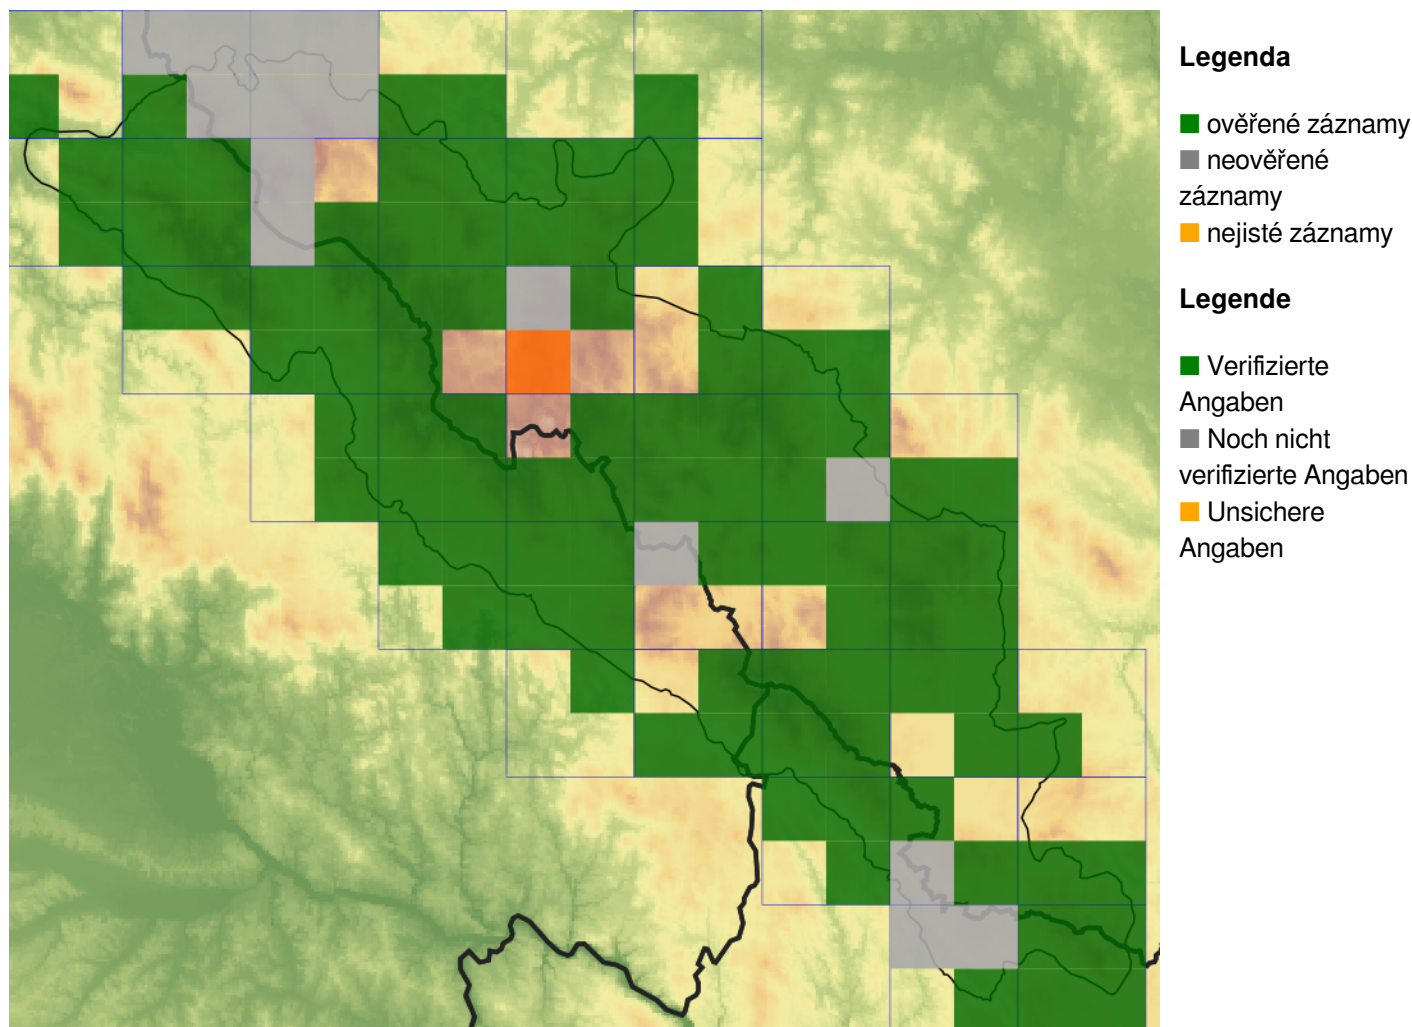 Legenda
ověřené záznamy
neověřené
záznamy
nejisté záznamy
Legende
Verifizierte
Angaben
Noch nicht
verifizierte Angaben
Unsichere
Angaben